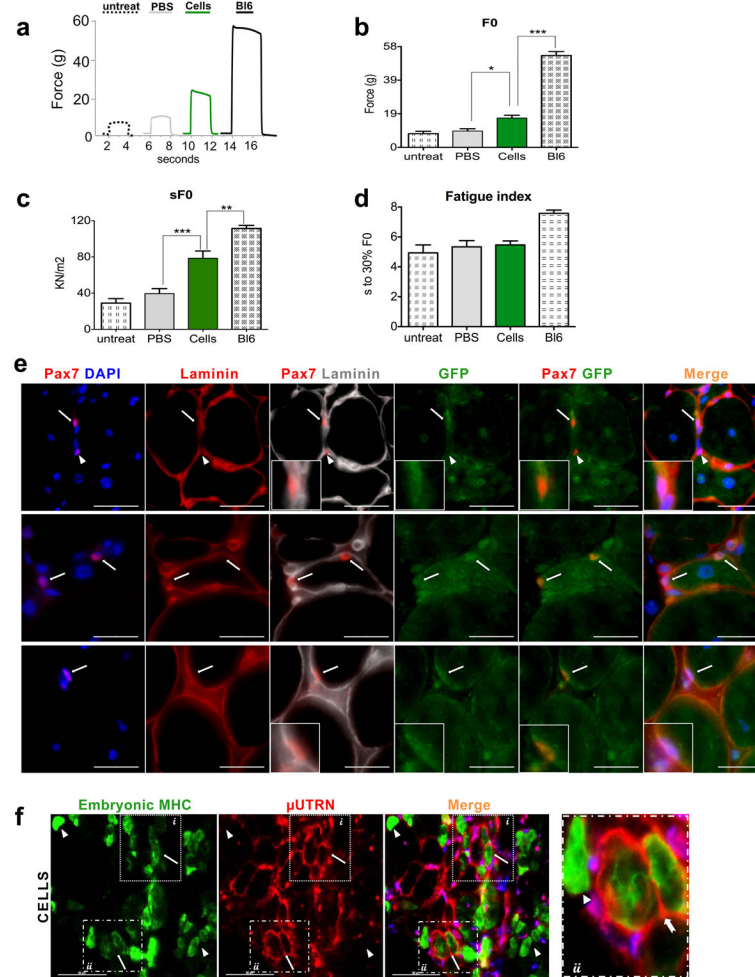 a
untreat PBS Cells Bl6
60
40
20
0
Force (g)
2 4 6 8 10 12 14 16
seconds
b
F0
58
39
19
0
Force (g)
*
***
untreat PBS Cells Bl6
c
sF0
120
80
40
0
KN/m2
***
**
untreat PBS Cells Bl6
d
Fatigue index
8
6
4
2
0
s to 30% F0
untreat PBS Cells Bl6
e
Pax7 DAPI Laminin Pax7 Laminin GFP Pax7 GFP Merge
f
Embryonic MHC µUTRN Merge
CELLS
i i i
ii ii ii ii